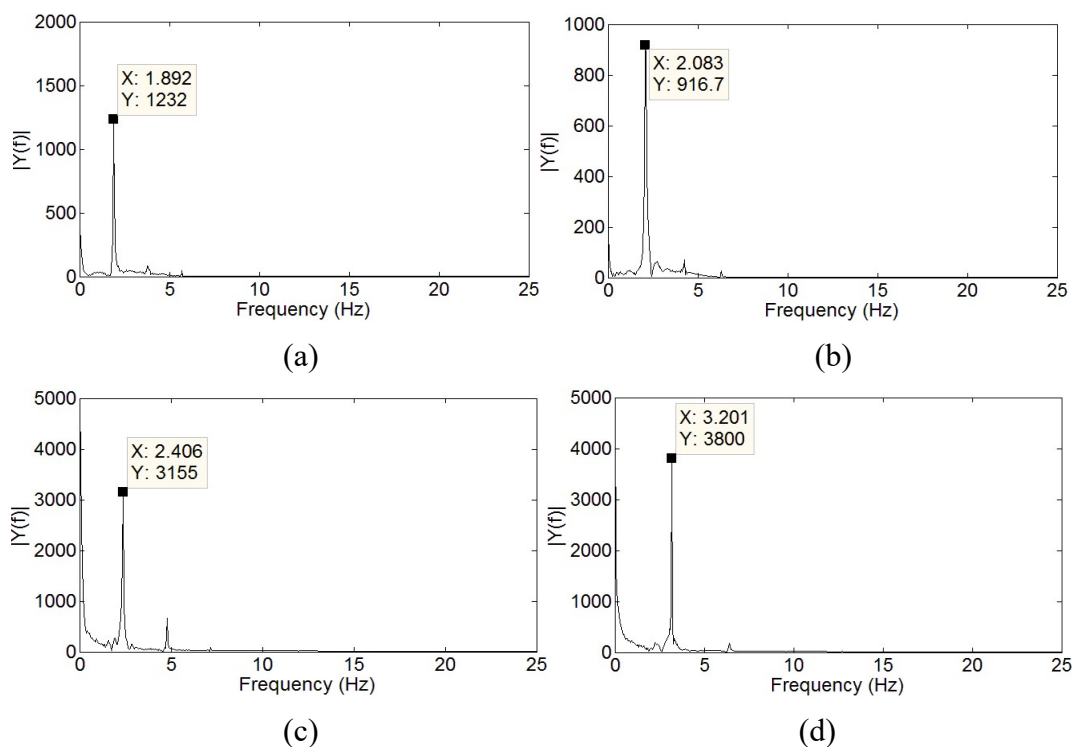 2000
1500
1000
500
0
|Y(f)|
X: 1.892
Y: 1232
0 5 10 15 20 25
Frequency (Hz)
(a)
1000
800
600
400
200
0
|Y(f)|
X: 2.083
Y: 916.7
0 5 10 15 20 25
Frequency (Hz)
(b)
5000
4000
3000
2000
1000
0
|Y(f)|
X: 2.406
Y: 3155
0 5 10 15 20 25
Frequency (Hz)
(c)
5000
4000
3000
2000
1000
0
|Y(f)|
X: 3.201
Y: 3800
0 5 10 15 20 25
Frequency (Hz)
(d)